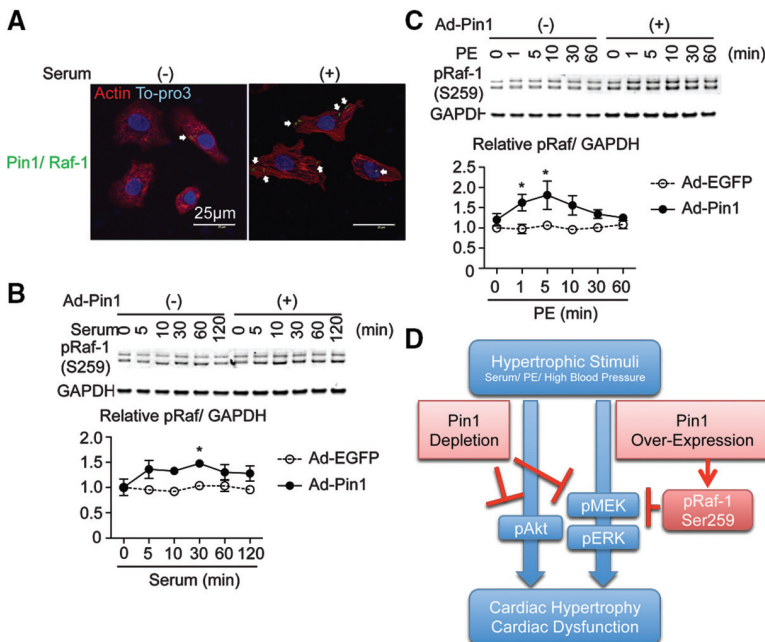 A
Serum
(-)
(+)
Actin To-pro3
Pin1/ Raf-1
25μm
B
Ad-Pin1 (-) (+)
Serum 0 5 10 30 60 120 0 5 10 30 60 120 (min)
pRaf-1
(S259)
GAPDH
Relative pRaf/ GAPDH
1.5
1.0
0.5
0
*
Ad-EGFP
Ad-Pin1
0 5 10 30 60 120
Serum (min)
C
Ad-Pin1 (-) (+)
PE 0 1 5 10 30 60 0 1 5 10 30 60 (min)
pRaf-1
(S259)
GAPDH
Relative pRaf/ GAPDH
2.5
2.0
1.5
1.0
0.5
0
* *
Ad-EGFP
Ad-Pin1
0 1 5 10 30 60
PE (min)
D
Hypertrophic Stimuli
Serum/ PE/ High Blood Pressure
Pin1
Depletion
Pin1
Over-Expression
pAkt
pMEK
pERK
pRaf-1
Ser259
Cardiac Hypertrophy
Cardiac Dysfunction